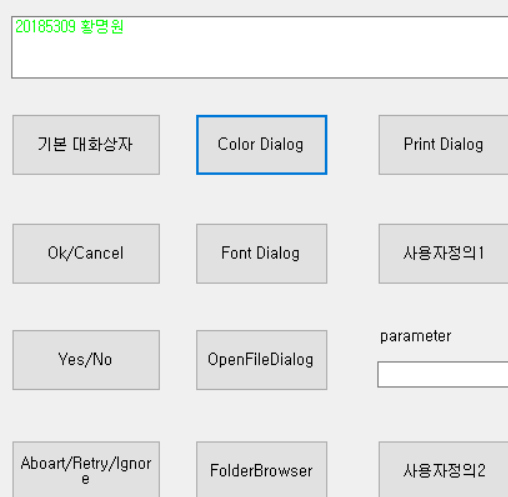 20185309 황명원
기본 대화상자
Color Dialog
Print Dialog
Ok/Cancel
Font Dialog
사용자정의1
Yes/No
OpenFileDialog
parameter
Aboart/Retry/Ignor
e
FolderBrowser
사용자정의2